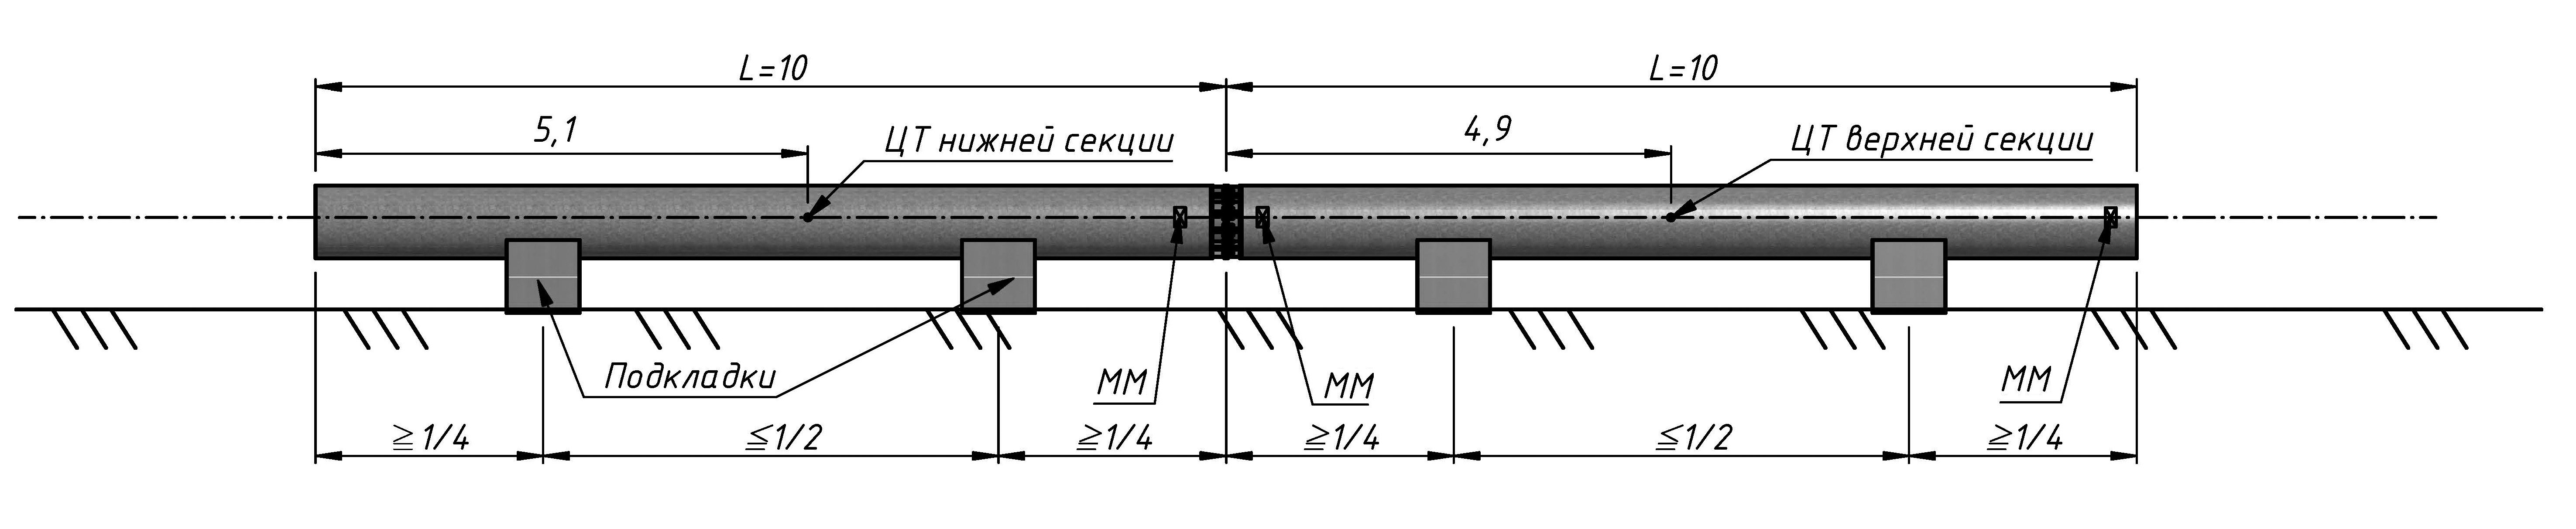 L=10
L=10
5,1
ЦТ нижней секции
4,9
ЦТ верхней секции
Подкладки
ММ
ММ
ММ
≧1/4
≦1/2
≧1/4
≧1/4
≦1/2
≧1/4